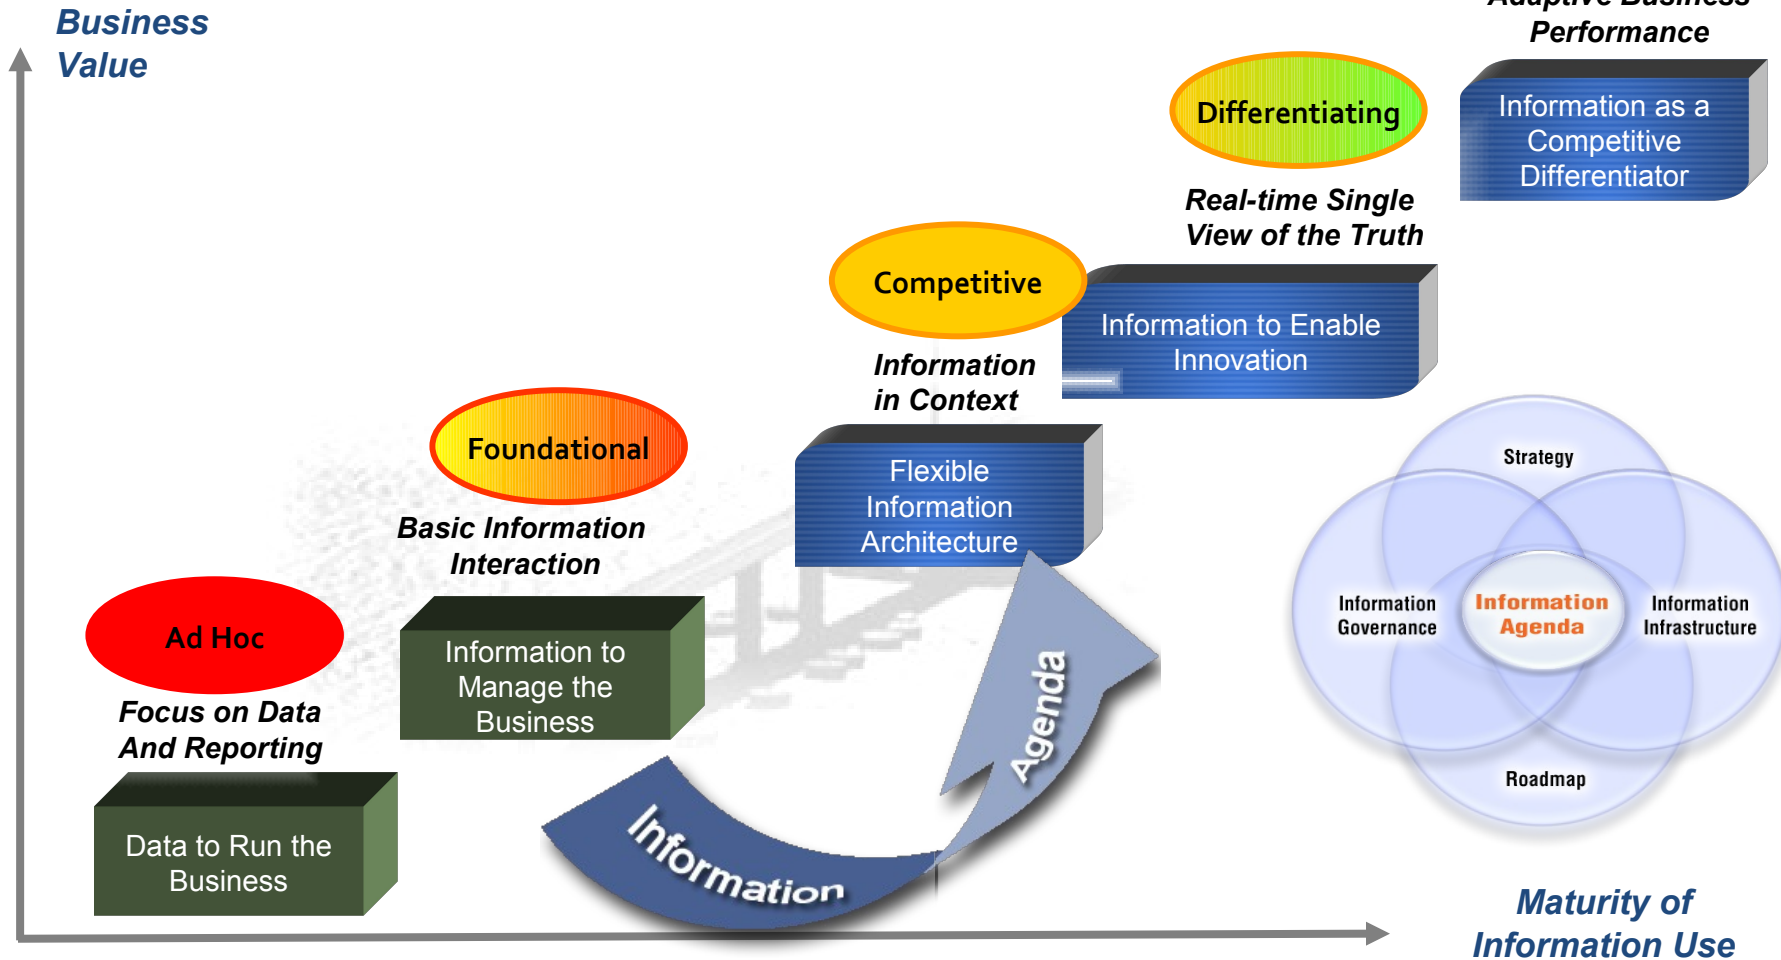 Business
Value
Adaptive Business
Performance
Differentiating
Information as a
Competitive
Differentiator
Real-time Single
View of the Truth
Competitive
Information to Enable
Innovation
Information
in Context
Foundational
Flexible
Information
Architecture
Basic Information
Interaction
Ad Hoc
Information to
Manage the
Business
Focus on Data
And Reporting
Data to Run the
Business
Information
Agenda
Strategy
Information
Governance
Information
Agenda
Information
Infrastructure
Roadmap
Maturity of
Information Use